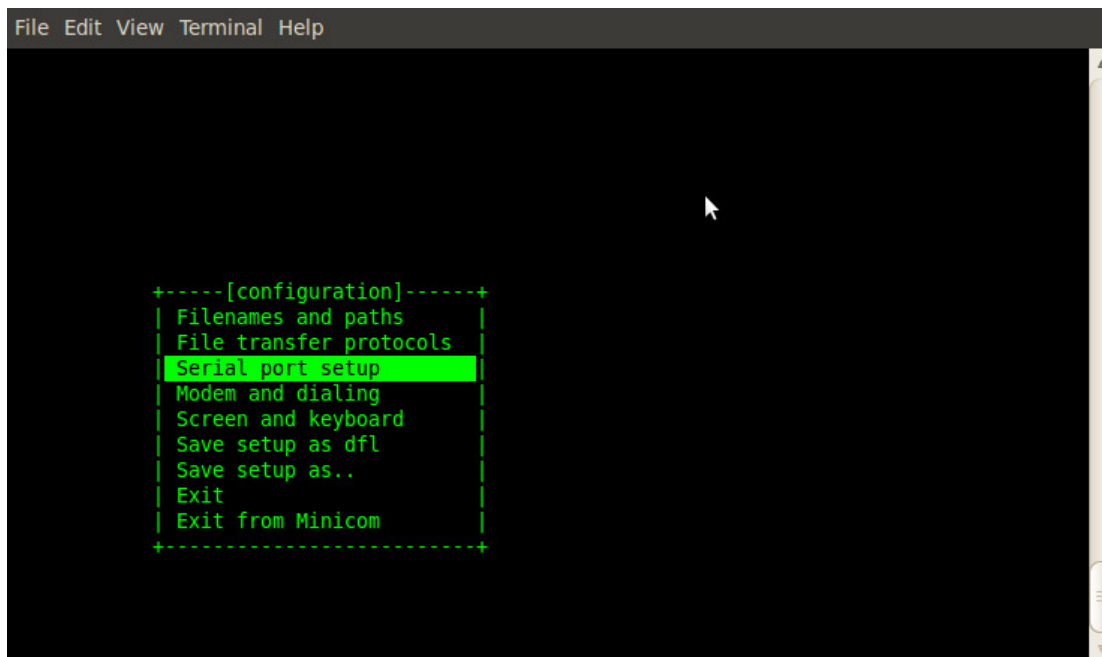 File Edit View Terminal Help
+-----[configuration]------+
| Filenames and paths |
| File transfer protocols |
| Serial port setup |
| Modem and dialing |
| Screen and keyboard |
| Save setup as dfl |
| Save setup as.. |
| Exit |
| Exit from Minicom |
+--------------------------+